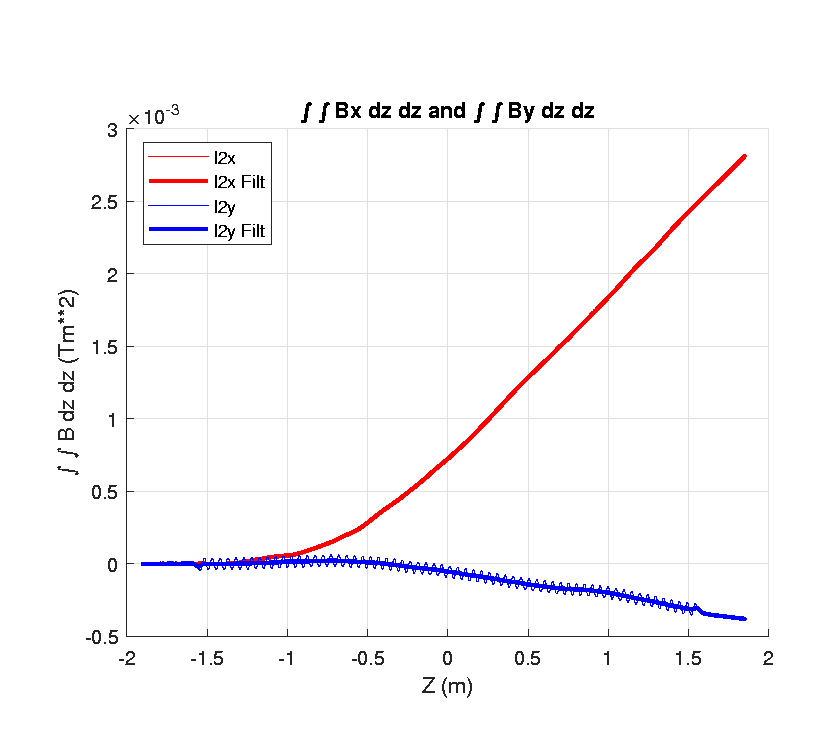 ×10^-3
∫ ∫ Bx dz dz and ∫ ∫ By dz dz
3
2.5
2
1.5
1
0.5
0
-0.5
I2x
I2x Filt
I2y
I2y Filt
∫ ∫ B dz dz (Tm**2)
-2 -1.5 -1 -0.5 0 0.5 1 1.5 2
Z (m)